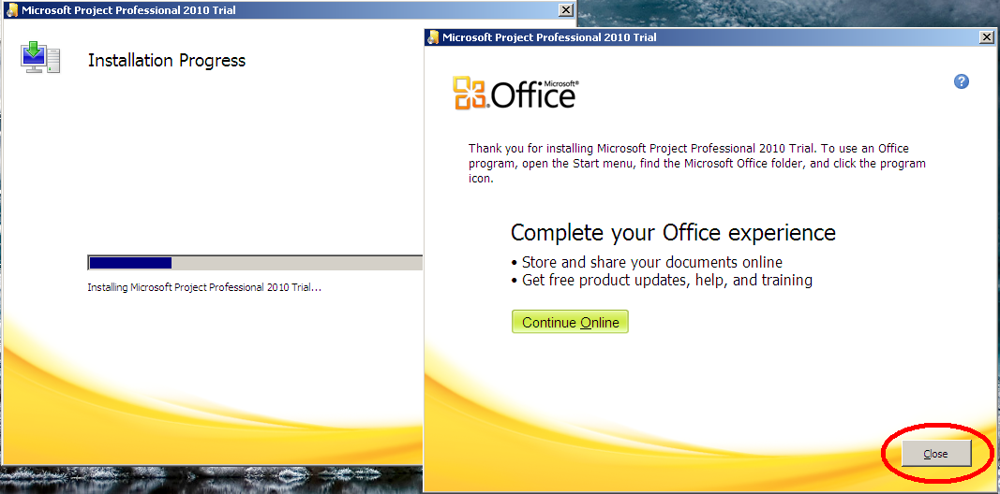 Microsoft Project Professional 2010 Trial
Installation Progress
Installing Microsoft Project Professional 2010 Trial...
Microsoft Project Professional 2010 Trial
Microsoft®
Office
Thank you for installing Microsoft Project Professional 2010 Trial. To use an Office
program, open the Start menu, find the Microsoft Office folder, and click the program
icon.
Complete your Office experience
• Store and share your documents online
• Get free product updates, help, and training
Continue Online
Close